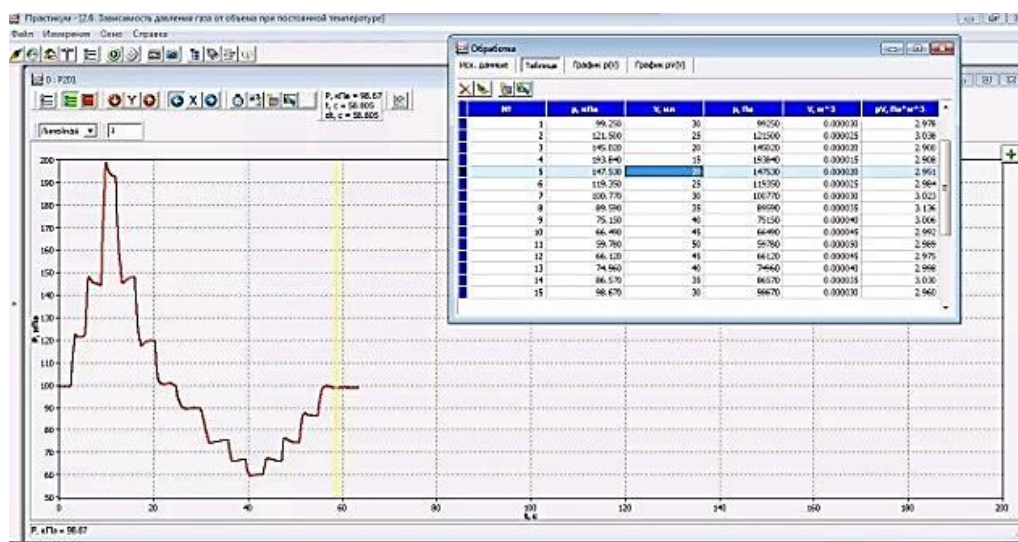 Практикум - [2.6. Зависимость давления газа от объема при постоянной температуре]
Файл Измерения Окно Справка
0 : P201
P, кПа = 98.67
t, c = 58.805
dt, c = 58.805
Линейная 1
Обработка
Исх. данные Таблица График p(V) График pV(V)
№ p, кПа V, мл p, Па V, м^3 pV, Па*м^3
1 99.250 30 99250 0.000030 2.978
2 121.500 25 121500 0.000025 3.038
3 145.020 20 145020 0.000020 2.900
4 193.840 15 193840 0.000015 2.908
5 147.530 20 147530 0.000020 2.951
6 119.350 25 119350 0.000025 2.984
7 100.770 30 100770 0.000030 3.023
8 89.590 35 89590 0.000035 3.136
9 75.150 40 75150 0.000040 3.006
10 66.490 45 66490 0.000045 2.992
11 59.780 50 59780 0.000050 2.989
12 66.120 45 66120 0.000045 2.975
13 74.960 40 74960 0.000040 2.998
14 86.570 35 86570 0.000035 3.030
15 98.670 30 98670 0.000030 2.960
P, кПа
200
190
180
170
160
150
140
130
120
110
100
90
80
70
60
50
0 20 40 60 80 100 120 140 160 180 200
t, c
P, кПа = 98.67